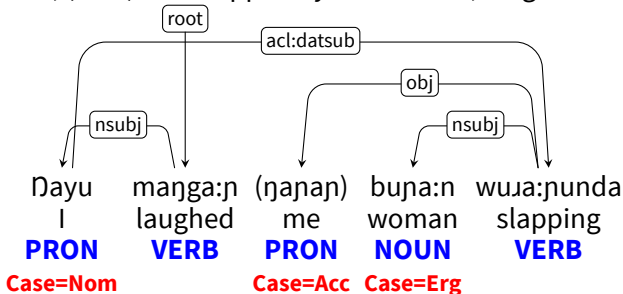 root
acl:datsub
obj
nsubj nsubj
Ŋayu maŋga:ɲ (ŋaɲaɲ) buɲa:n wuɹa:ɲunda
I laughed me woman slapping
PRON VERB PRON NOUN VERB
Case=Nom Case=Acc Case=Erg